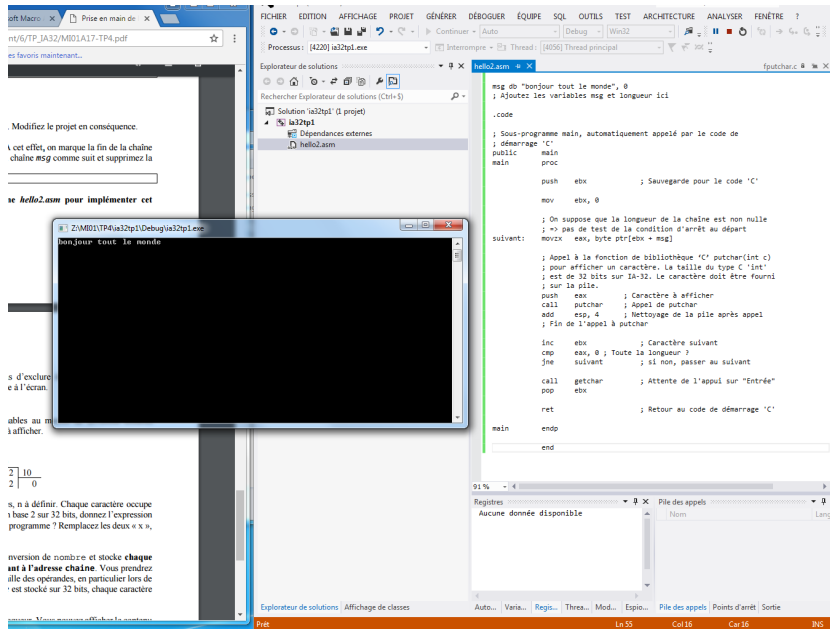 soft Macro
Prise en main de
nt/6/TP_IA32/MI01A17-TP4.pdf
es favoris maintenant...
. Modifiez le projet en conséquence.
cet effet, on marque la fin de la chaîne
chaîne msg comme suit et supprimez la
ne hello2.asm pour implémenter cet
s d'exclure
e à l'écran.
ables au
à afficher.
2 10
2 0
s, n à définir. Chaque caractère occupe
base 2 sur 32 bits, donnez l'expression
programme ? Remplacez les deux « x »,
nversion de nombre et stocke chaque
ant à l'adresse chaine. Vous prendrez
ille des opérandes, en particulier lors de
est stocké sur 32 bits, chaque caractère
FICHIER EDITION AFFICHAGE PROJET GÉNÉRER DÉBOGUER ÉQUIPE SQL OUTILS TEST ARCHITECTURE ANALYSER FENÊTRE ?
Continuer Auto Debug Win32
Processus : [4220] ia32tp1.exe Interrompre Thread : [4056] Thread principal
Explorateur de solutions
Rechercher Explorateur de solutions (Ctrl+$)
Solution 'ia32tp1' (1 projet)
ia32tp1
Dépendances externes
hello2.asm
Z:\MI01\TP4\ia32tp1\Debug\ia32tp1.exe
bonjour tout le monde
Explorateur de solutions Affichage de classes
hello2.asm fputchar.c
msg db "bonjour tout le monde", 0
; Ajoutez les variables msg et longueur ici
.code
; Sous-programme main, automatiquement appelé par le code de
; démarrage 'C'
public main
main proc
push ebx ; Sauvegarde pour le code 'C'
mov ebx, 0
; On suppose que la longueur de la chaîne est non nulle
; => pas de test de la condition d'arrêt au départ
suivant: movzx eax, byte ptr[ebx + msg]
; Appel à la fonction de bibliothèque 'C' putchar(int c)
; pour afficher un caractère. La taille du type C 'int'
; est de 32 bits sur IA-32. Le caractère doit être fourni
; sur la pile.
push eax ; Caractère à afficher
call putchar ; Appel de putchar
add esp, 4 ; Nettoyage de la pile après appel
; Fin de l'appel à putchar
inc ebx ; Caractère suivant
cmp eax, 0 ; Toute la longueur ?
jne suivant ; si non, passer au suivant
call getchar ; Attente de l'appui sur "Entrée"
pop ebx
ret ; Retour au code de démarrage 'C'
main endp
end
91 %
Registres
Aucune donnée disponible
Pile des appels
Nom Lang
Auto... Varia... Regis... Threa... Mod... Espio...
Pile des appels Points d'arrêt Sortie
Prêt Ln 55 Col 16 Car 16 INS